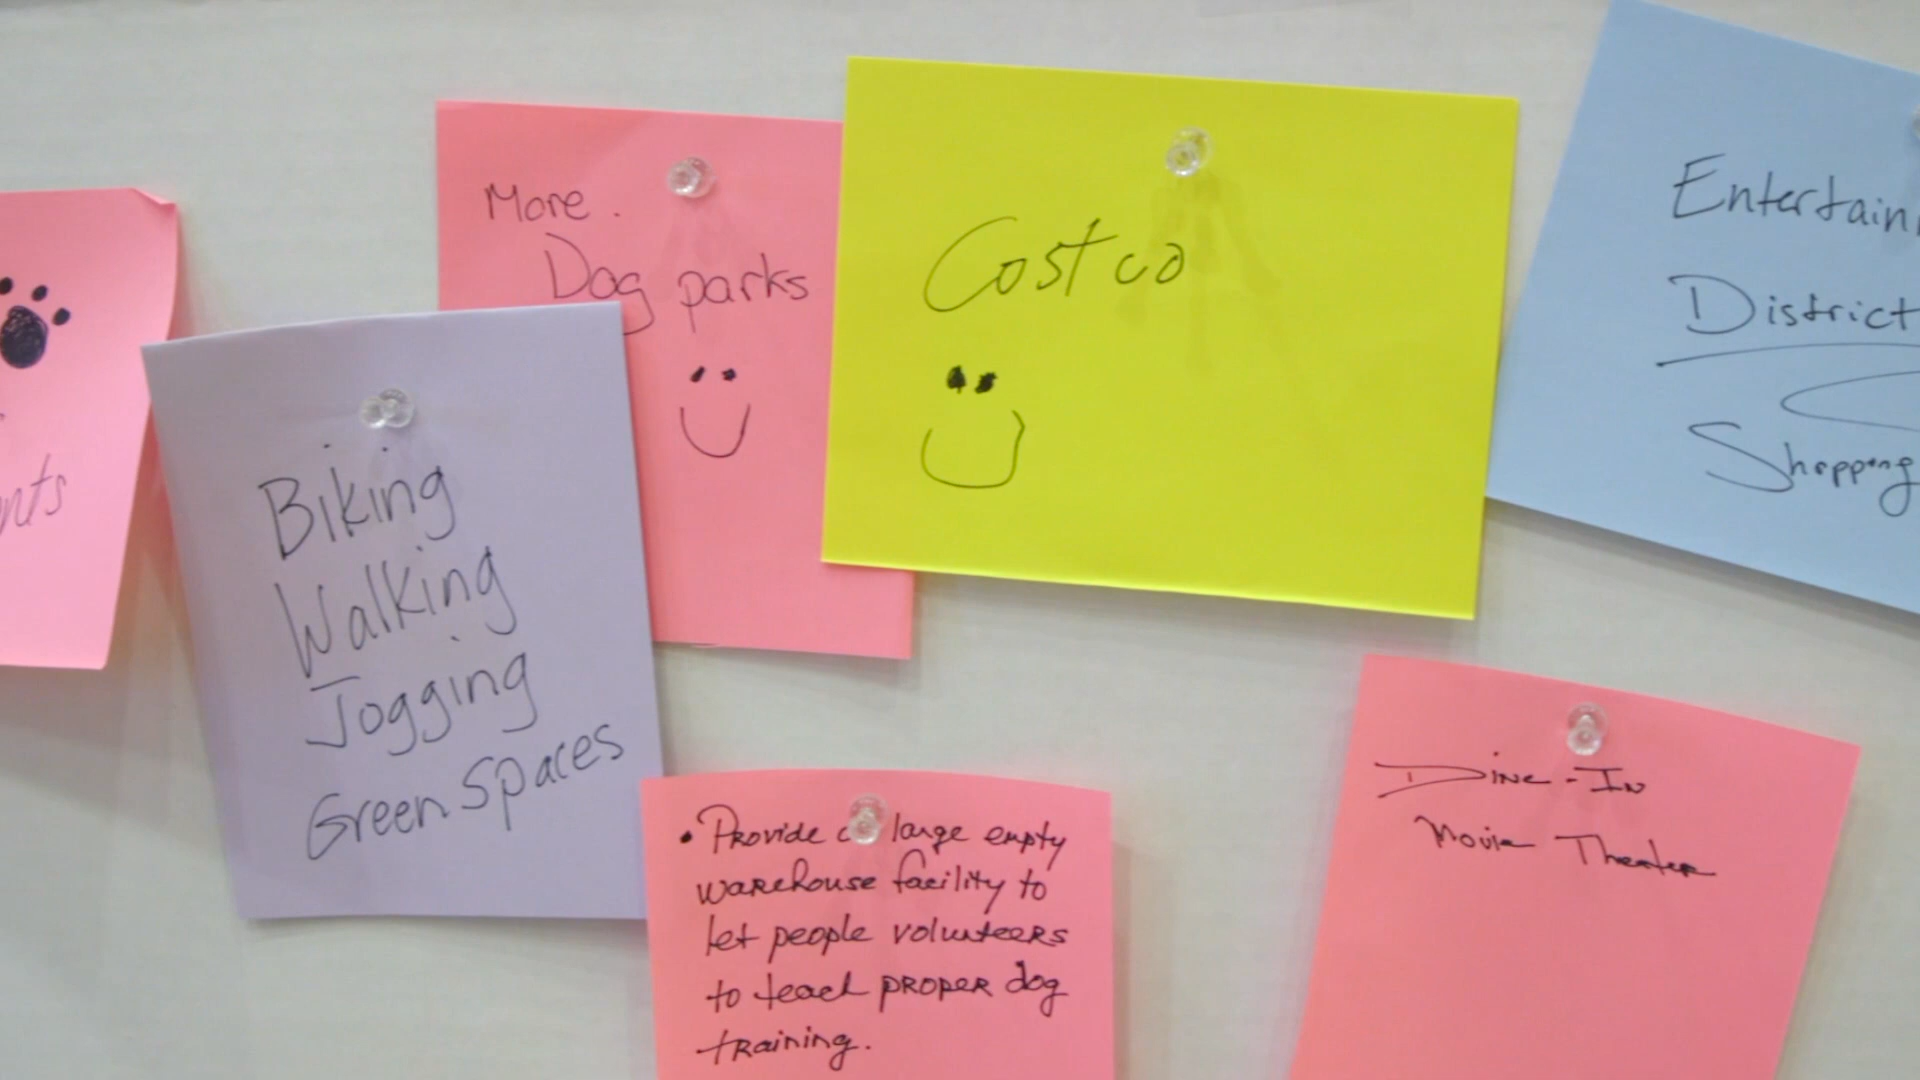 More.
Dog parks
Costco
Entertain
District
Shopping
Biking
Walking
Jogging
Green Spaces
• Provide a large empty
warehouse facility to
let people volunteers
to teach proper dog
training.
Dine-In
Movie Theater